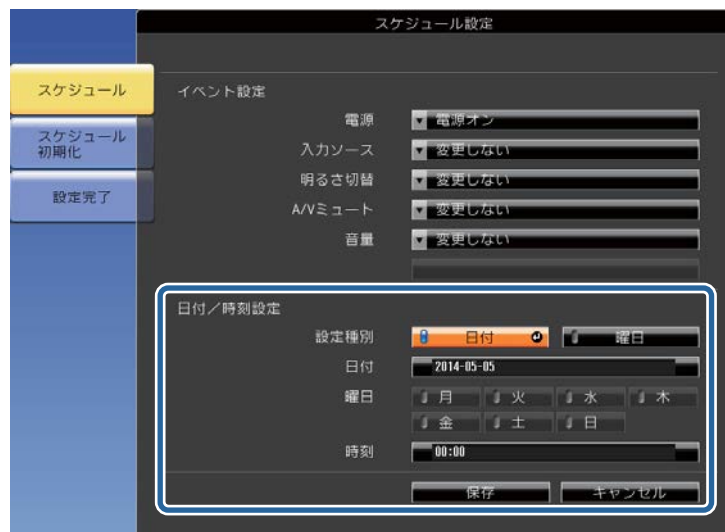 スケジュール設定
スケジュール
スケジュール
初期化
設定完了
イベント設定
電源 電源オン
入力ソース 変更しない
明るさ切替 変更しない
A/Vミュート 変更しない
音量 変更しない
日付／時刻設定
設定種別 日付 曜日
日付 2014-05-05
曜日 月 火 水 木
金 土 日
時刻 00:00
保存 キャンセル